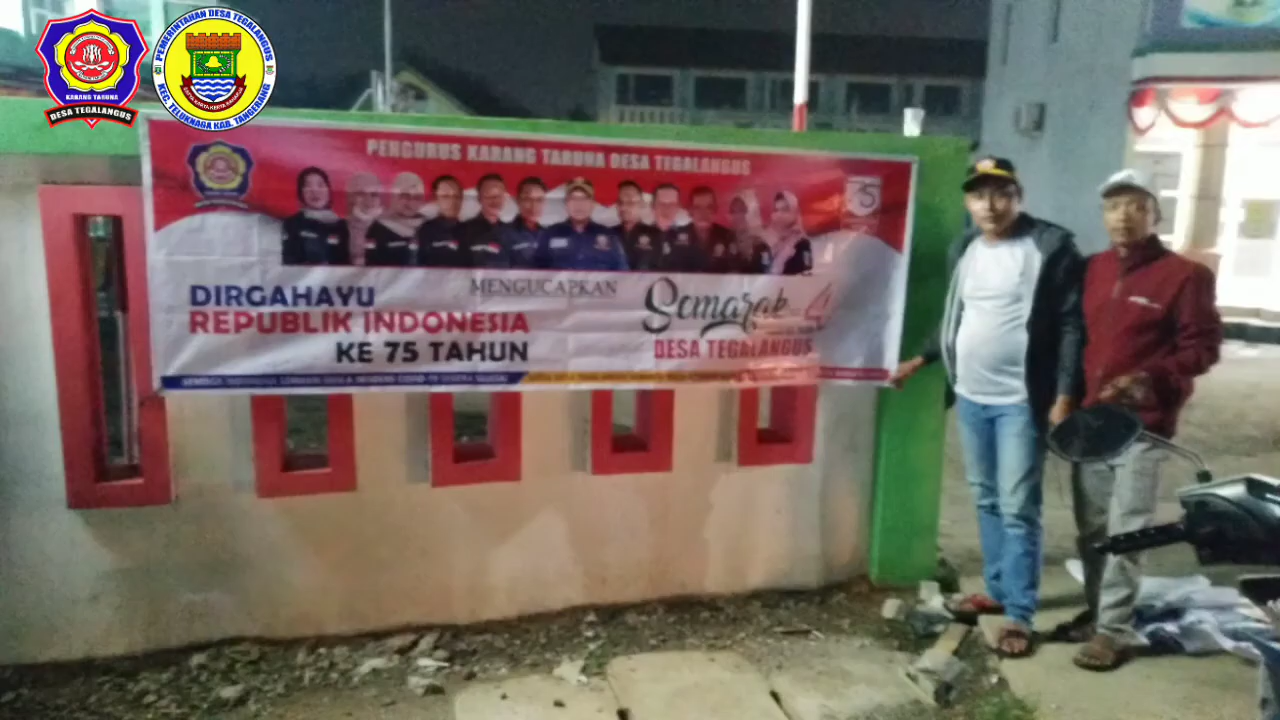 KARANG TARUNA
DESA TEGALANGUS
PEMERINTAHAN DESA TEGALANGUS
KEC. TELUKNAGA KAB. TANGERANG
PENGURUS KARANG TARUNA DESA TEGALANGUS
MENGUCAPKAN
DIRGAHAYU
REPUBLIK INDONESIA
KE 75 TAHUN
Semarak
DESA TEGALANGUS